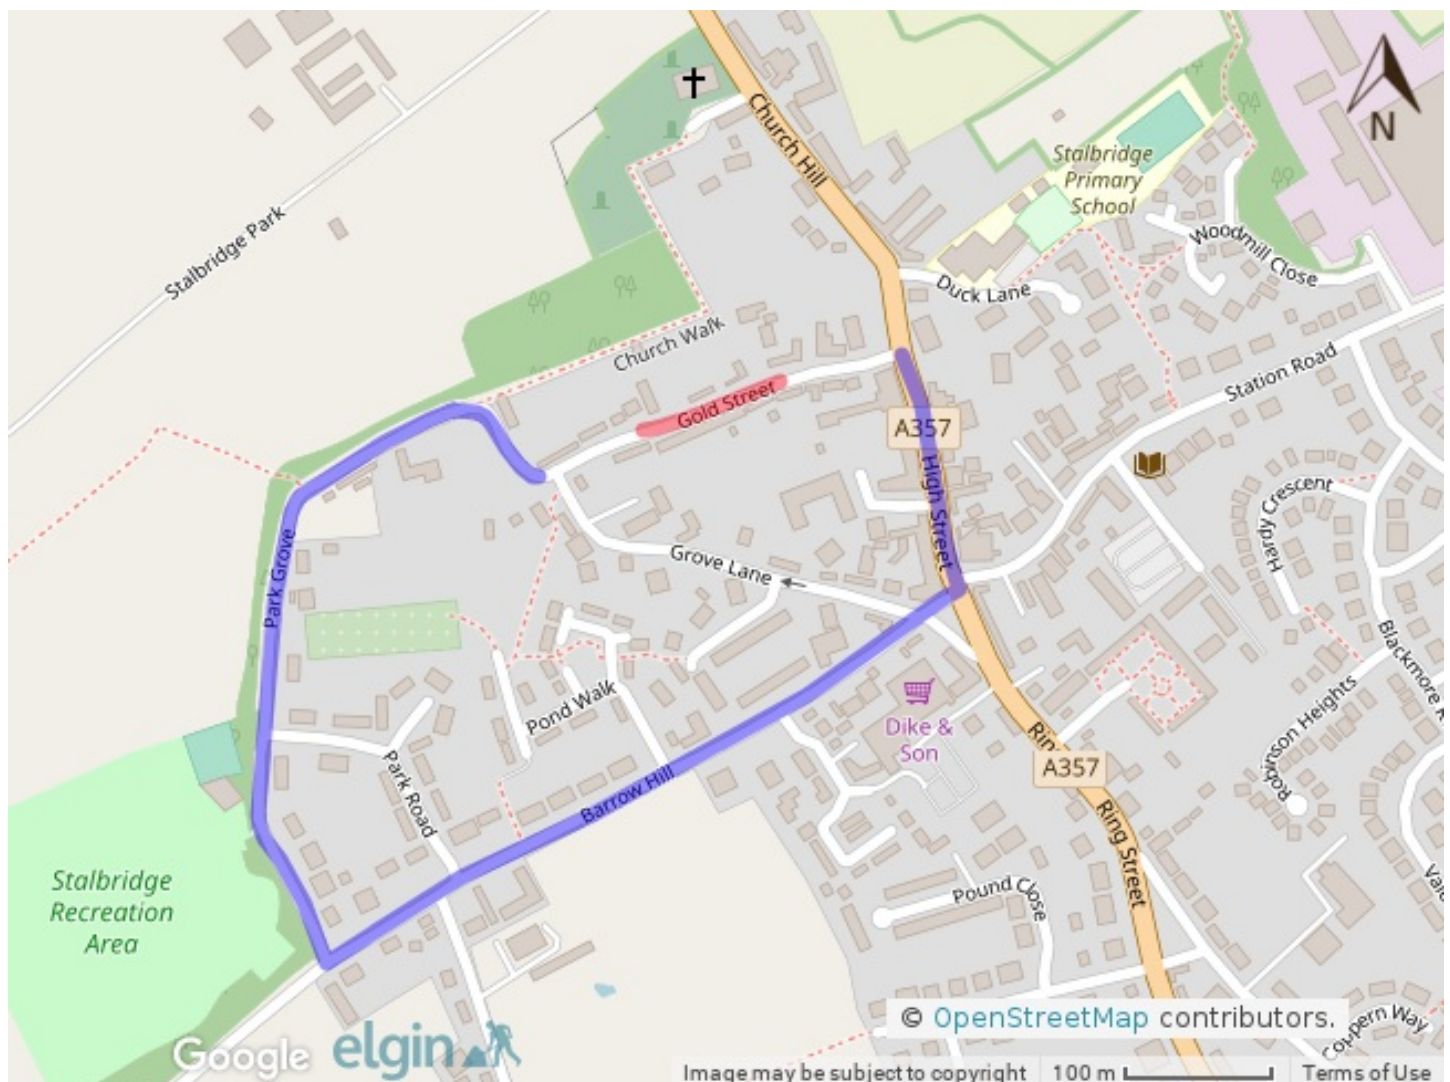 Church Hill
N
Stalbridge
Primary
School
Stalbridge Park
Woodmill Close
Duck Lane
Church Walk
Station Road
Gold Street
A357
High Street
Hardy Crescent
Park Grove
Grove Lane
Blackmore R
Pond Walk
Robinson Heights
Dike &
Son
Rin
A357
Park Road
Barrow Hill
Ring Street
Stalbridge
Recreation
Area
Pound Close
© OpenStreetMap contributors.
oppern Way
Google
elgin
Image may be subject to copyright
100 m
Terms of Use